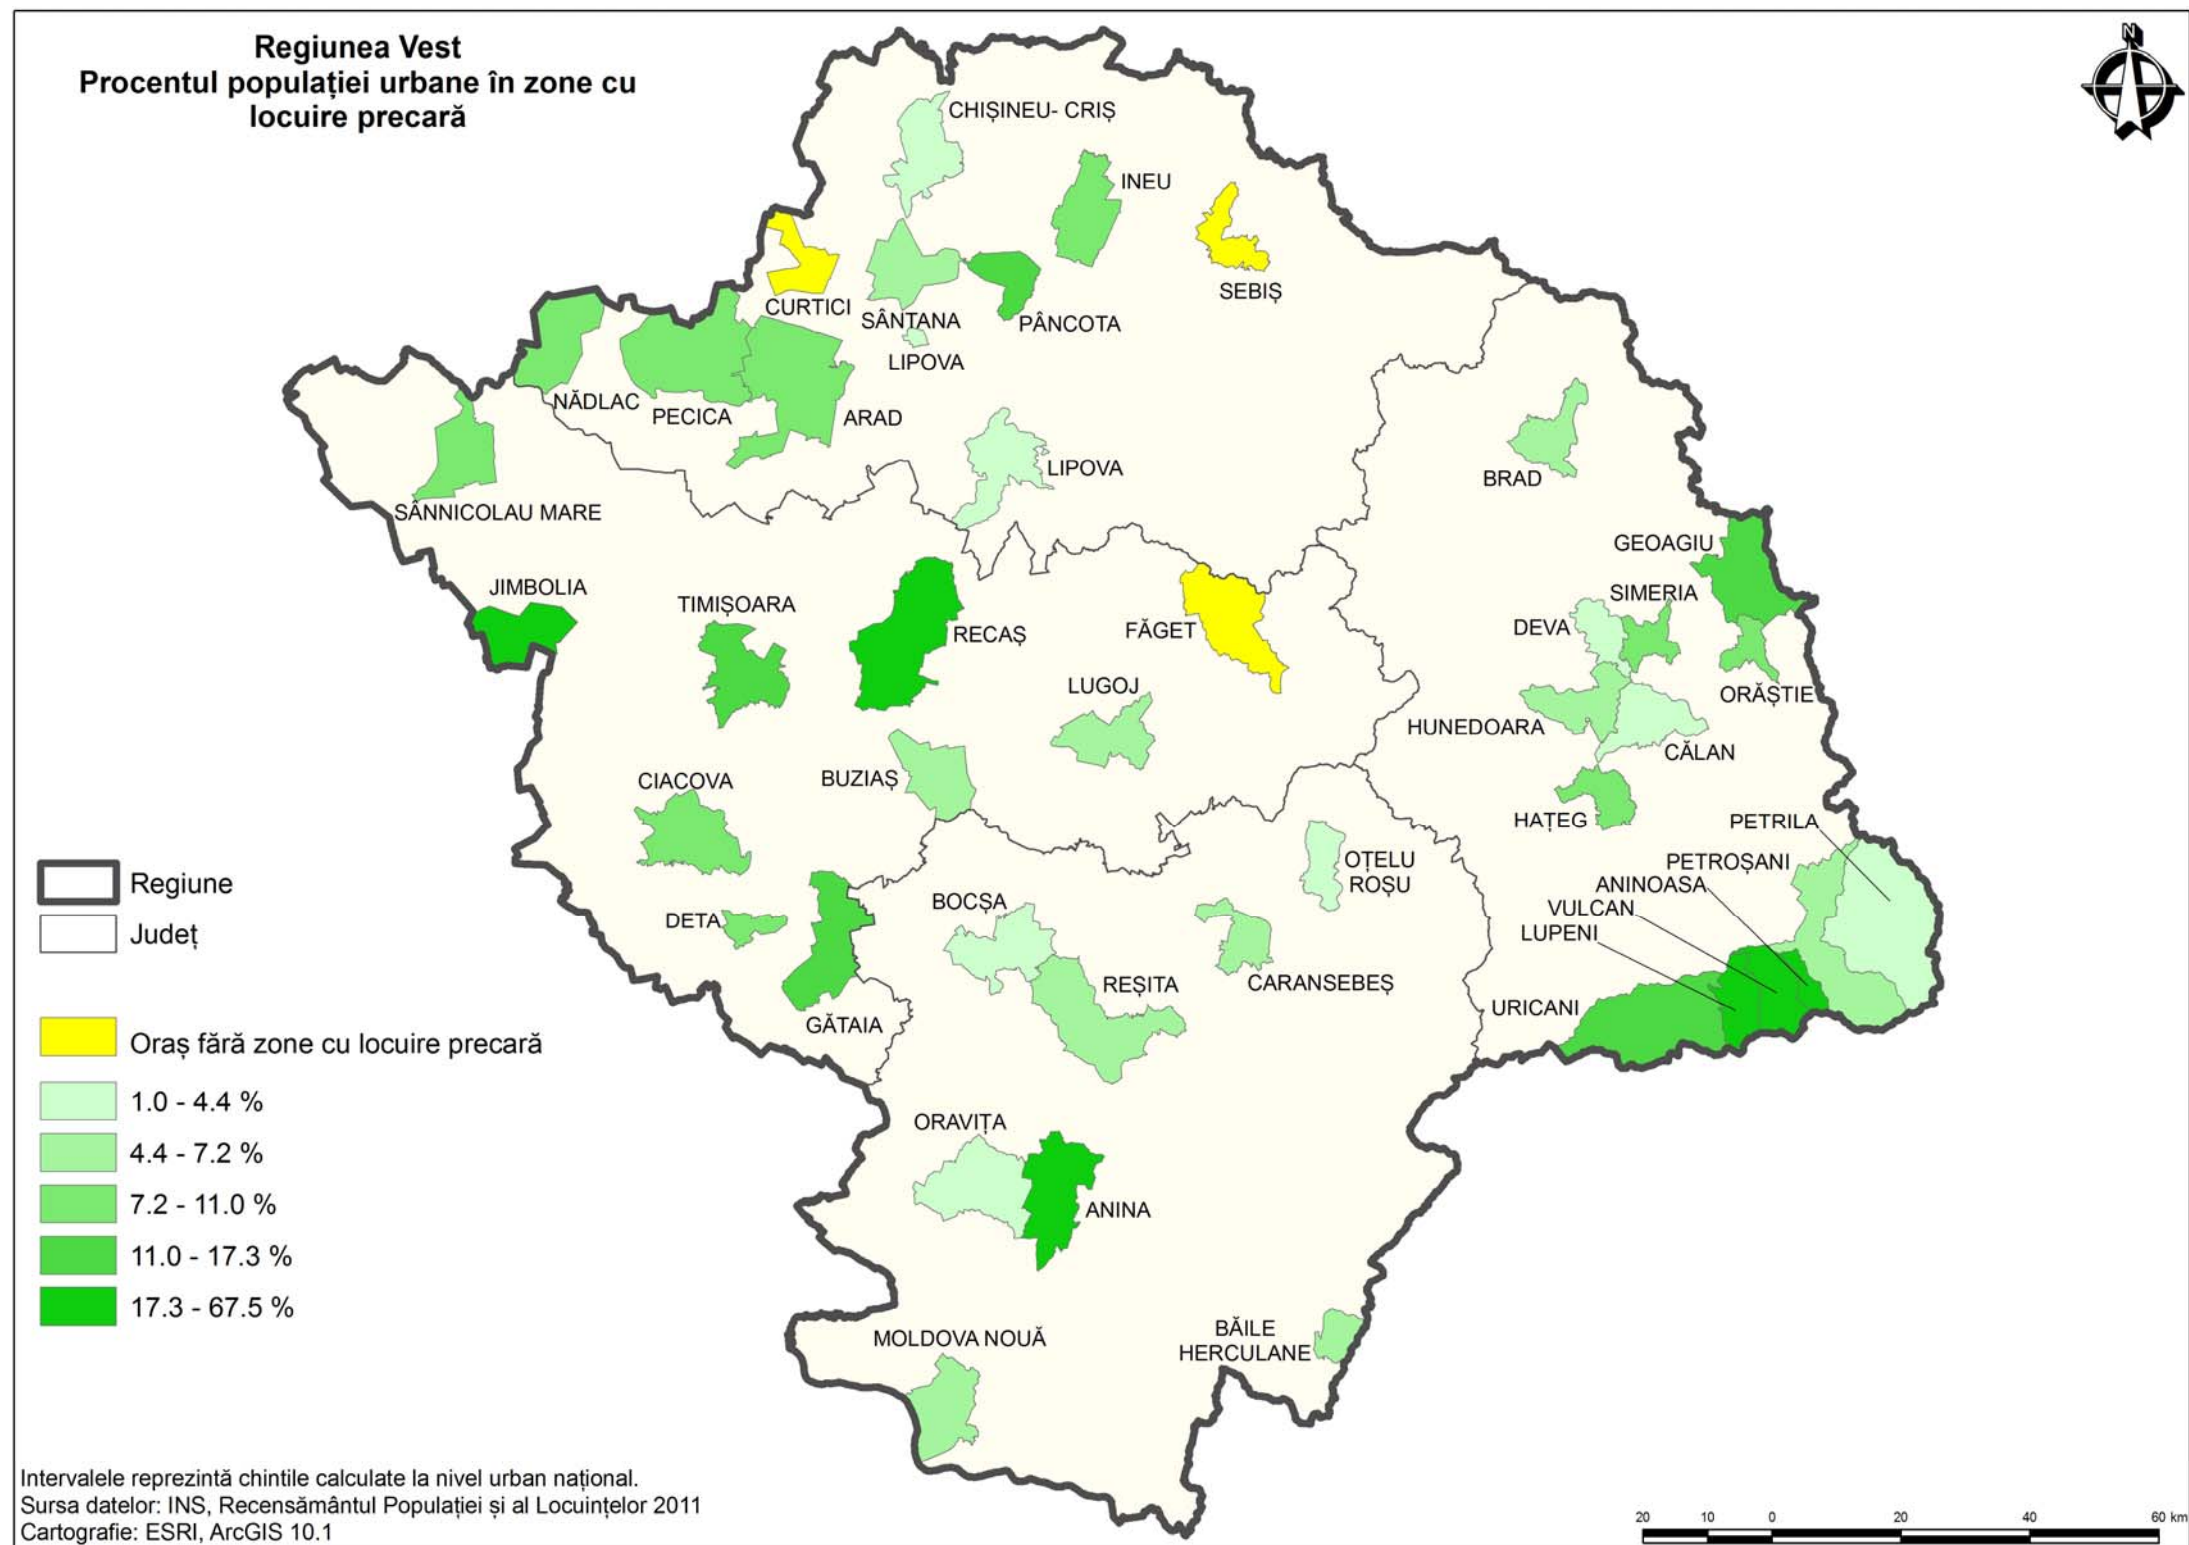 Regiunea Vest
Procentul populației urbane în zone cu
locuire precară
N
CHIȘINEU- CRIȘ
INEU
SEBIȘ
CURTICI
SÂNTANA
PÂNCOTA
LIPOVA
NĂDLAC
PECICA
ARAD
LIPOVA
BRAD
SÂNNICOLAU MARE
GEOAGIU
JIMBOLIA
TIMIȘOARA
SIMERIA
RECAȘ
FĂGET
DEVA
LUGOJ
ORĂȘTIE
HUNEDOARA
CĂLAN
CIACOVA
BUZIAȘ
HAȚEG
PETRILA
OȚELU
ROȘU
PETROȘANI
ANINOASA
VULCAN
LUPENI
BOCȘA
DETA
REȘIȚA
CARANSEBEȘ
URICANI
GĂTAIA
ORAVIȚA
ANINA
MOLDOVA NOUĂ
BĂILE
HERCULANE
Regiune
Județ
Oraș fără zone cu locuire precară
1.0 - 4.4 %
4.4 - 7.2 %
7.2 - 11.0 %
11.0 - 17.3 %
17.3 - 67.5 %
Intervalele reprezintă chintile calculate la nivel urban național.
Sursa datelor: INS, Recensământul Populației și al Locuințelor 2011
Cartografie: ESRI, ArcGIS 10.1
20 10 0 20 40 60 km